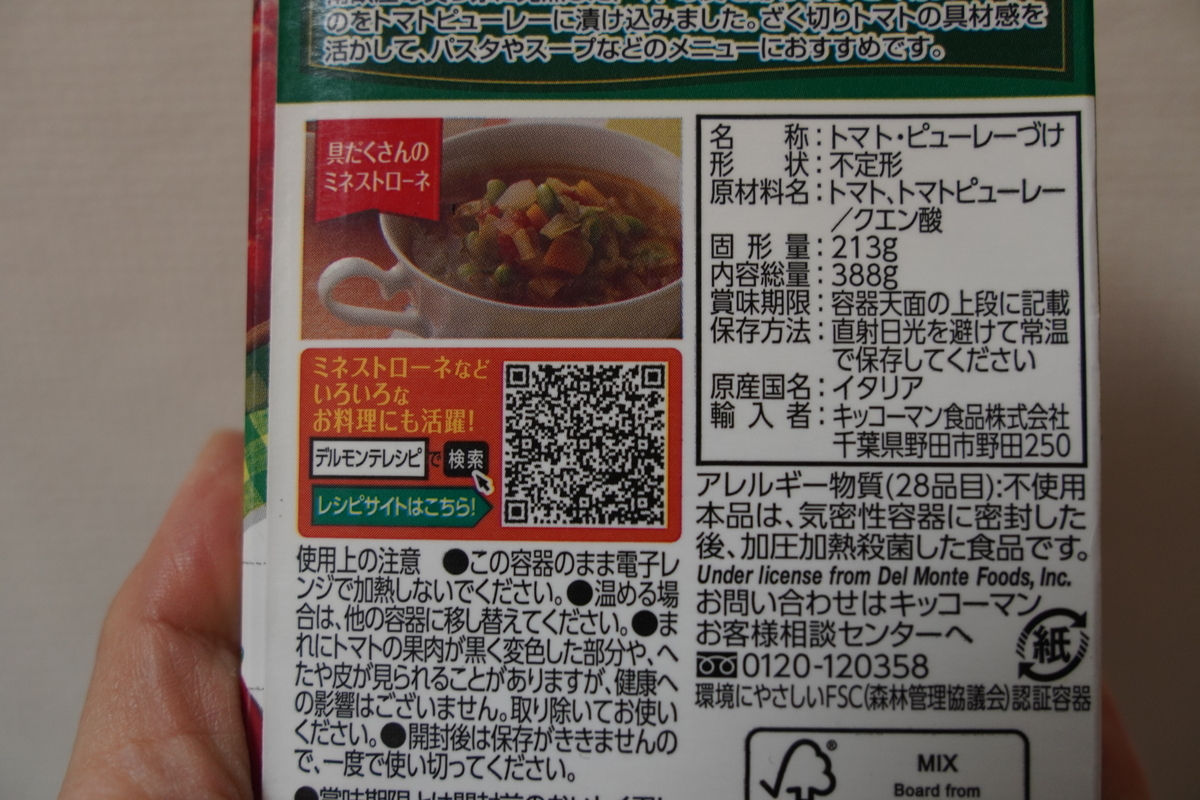 のをトマトピューレーに漬け込みました。ざく切りトマトの具材感を
活かして、パスタやスープなどのメニューにおすすめです。
具だくさんの
ミネストローネ
ミネストローネなど
いろいろな
お料理にも活躍!
デルモンテレシピ で 検索
レシピサイトはこちら!
使用上の注意 ●この容器のまま電子レ
ンジで加熱しないでください。●温める場
合は、他の容器に移し替えてください。●ま
れにトマトの果肉が黒く変色した部分や、へ
たや皮が見られることがありますが、健康へ
の影響はございません。取り除いてお使い
ください。●開封後は保存がききませんの
で、一度で使い切ってください。
名称:トマト・ピューレーづけ
形状:不定形
原材料名:トマト、トマトピューレー
/クエン酸
固形量:213g
内容総量:388g
賞味期限:容器天面の上段に記載
保存方法:直射日光を避けて常温
で保存してください
原産国名:イタリア
輸入者:キッコーマン食品株式会社
千葉県野田市野田250
アレルギー物質(28品目):不使用
本品は、気密性容器に密封した
後、加圧加熱殺菌した食品です。
Under license from Del Monte Foods, Inc.
お問い合わせはキッコーマン
お客様相談センターへ
0120-120358
紙
環境にやさしいFSC(森林管理協議会)認証容器
®
MIX
Board from